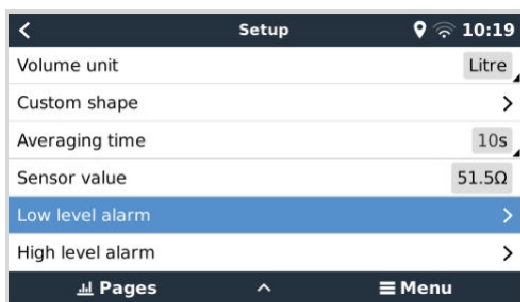 Setup 10:19
Volume unit Litre
Custom shape
Averaging time 10s
Sensor value 51.5Ω
Low level alarm
High level alarm
Pages Menu